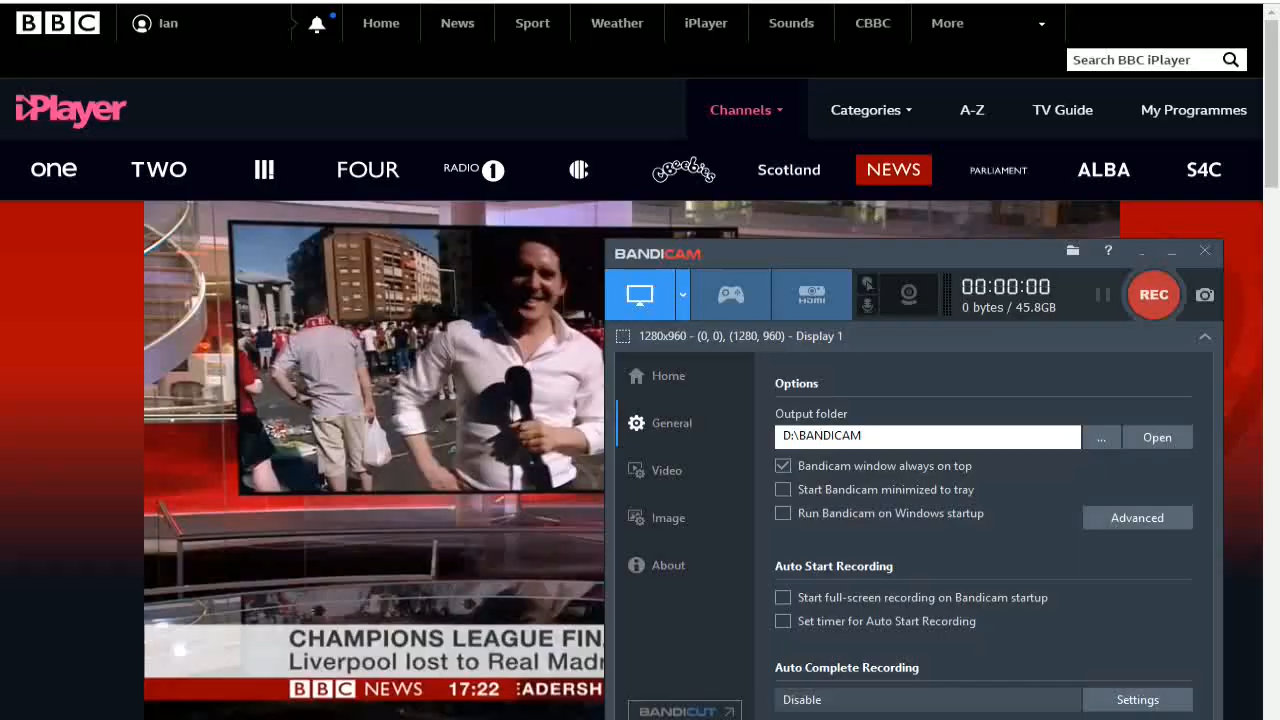 BBC
Ian
Home
News
Sport
Weather
iPlayer
Sounds
CBBC
More
Search BBC iPlayer
iPlayer
Channels
Categories
A-Z
TV Guide
My Programmes
one
TWO
FOUR
RADIO 1
CBeebies
Scotland
NEWS
PARLIAMENT
ALBA
S4C
BANDICAM
?
HDMI
00:00:00
0 bytes / 45.8GB
REC
1280x960 - (0, 0), (1280, 960) - Display 1
Home
General
Video
Image
About
BANDICUT
Options
Output folder
D:\BANDICAM
...
Open
Bandicam window always on top
Start Bandicam minimized to tray
Run Bandicam on Windows startup
Advanced
Auto Start Recording
Start full-screen recording on Bandicam startup
Set timer for Auto Start Recording
Auto Complete Recording
Disable
Settings
CHAMPIONS LEAGUE FIN
Liverpool lost to Real Madr
BBC NEWS 17:22 EADERSH